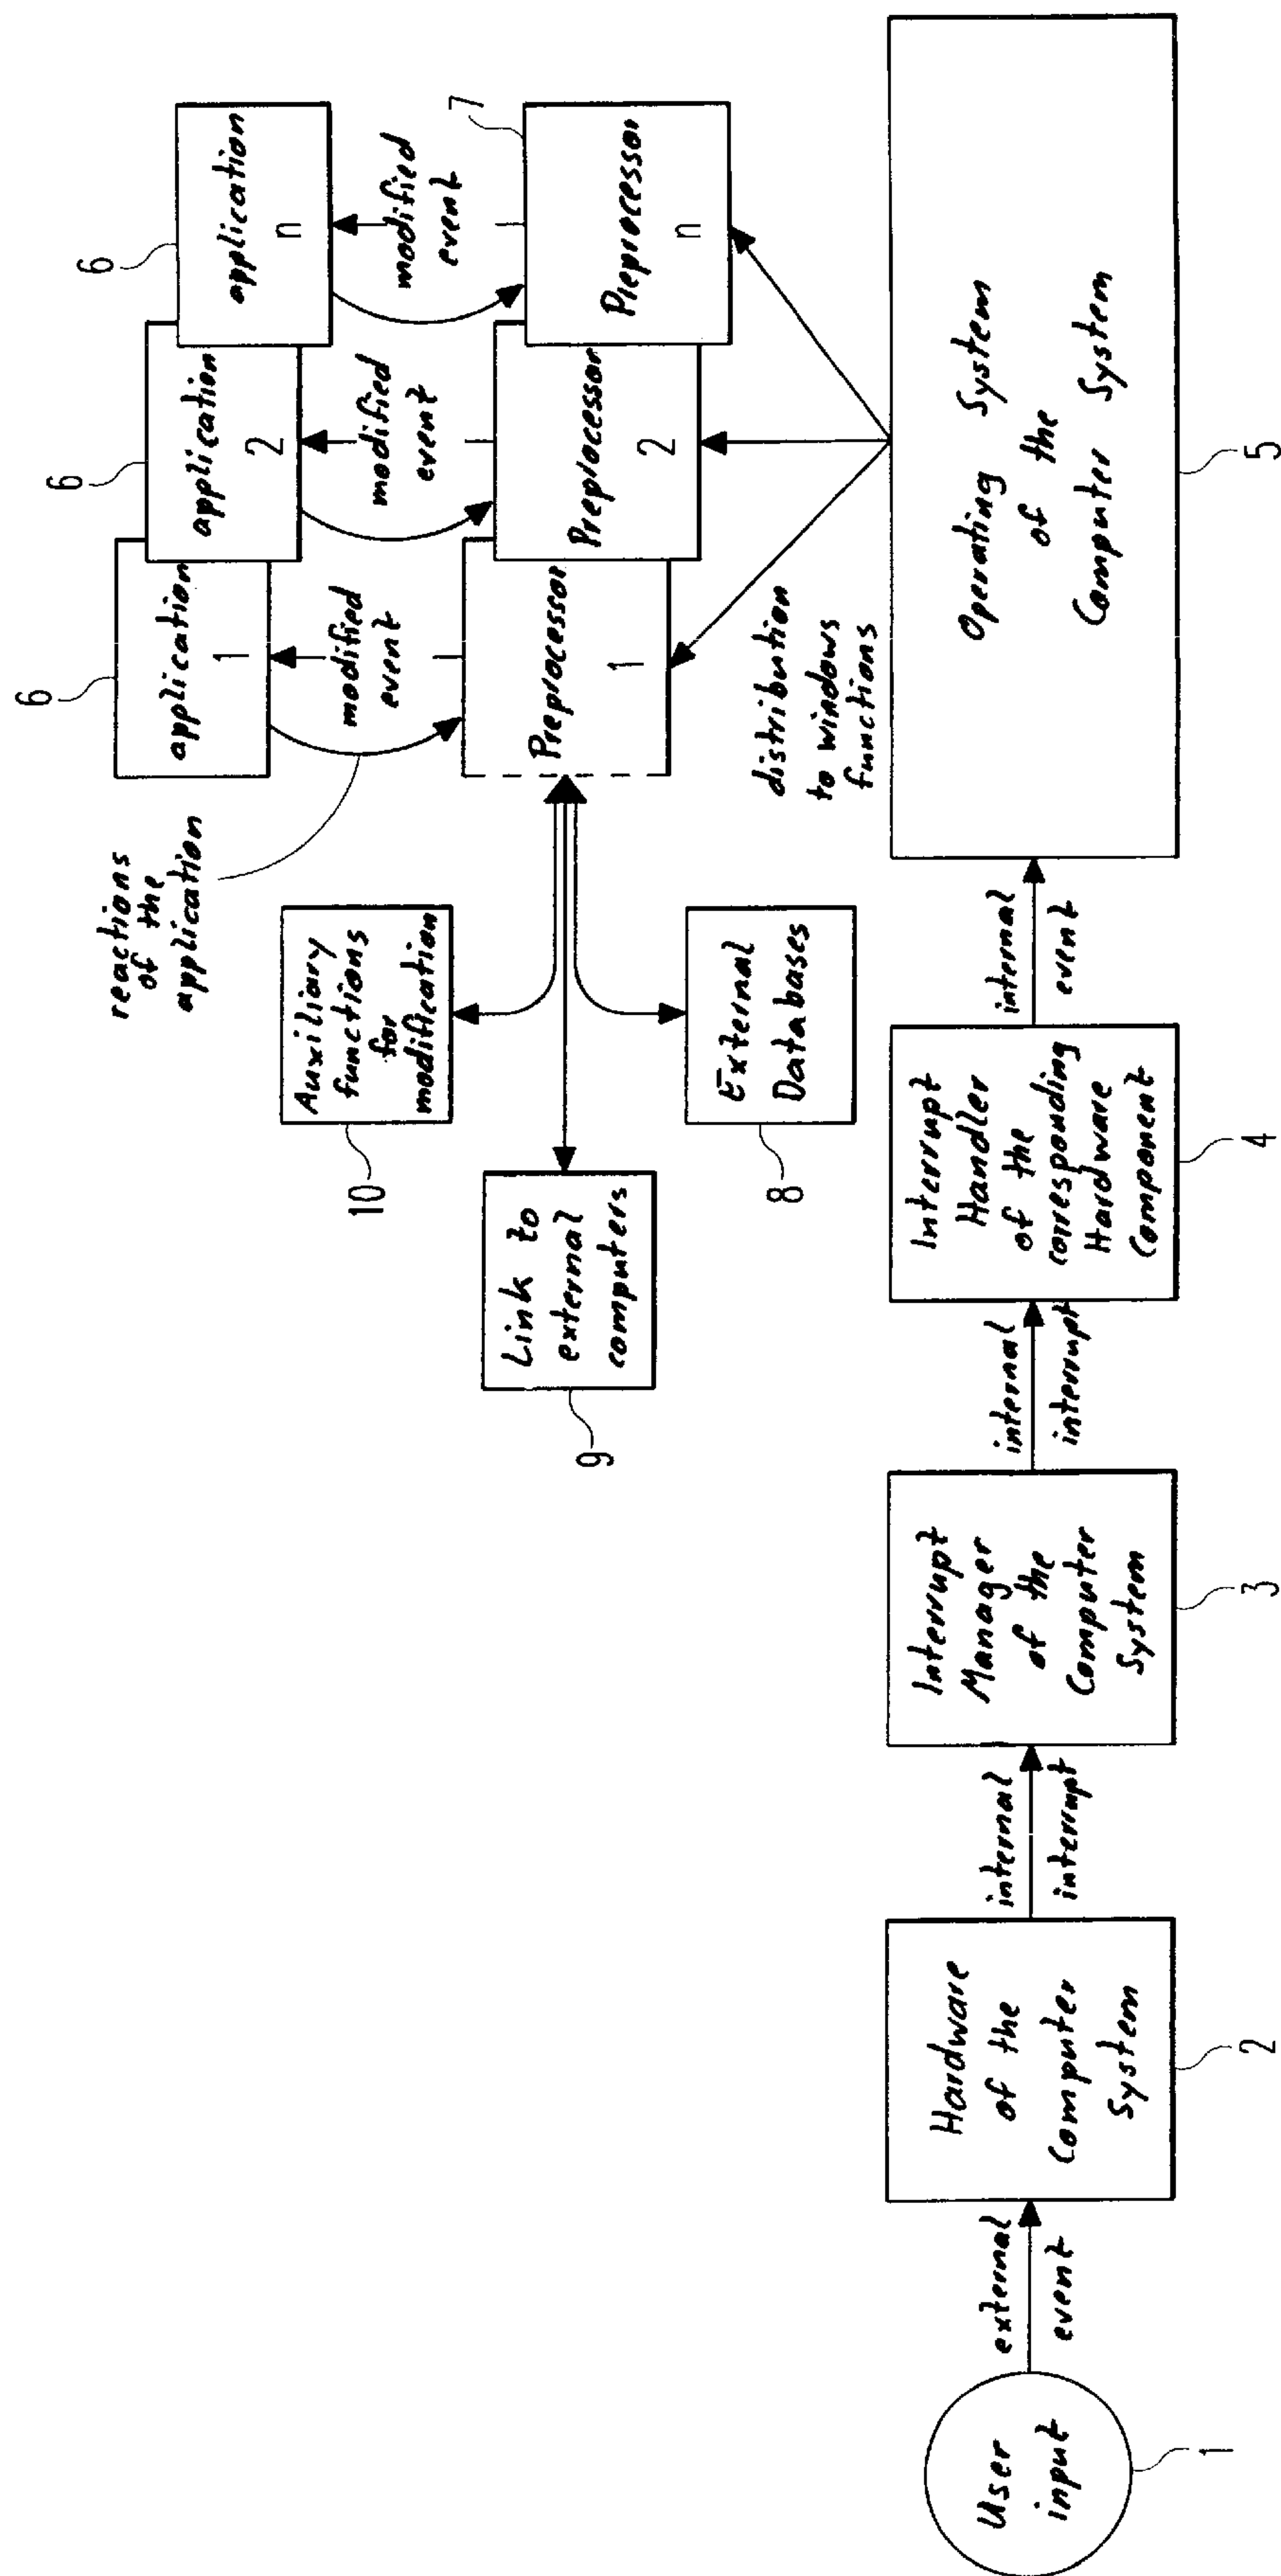 6
6
6
application
1
application
2
application
n
reactions
of the
application
modified
event
modified
event
modified
event
7
Preprocessor
1
Preprocessor
2
Preprocessor
n
10
Auxiliary
functions
for
modification
9
Link to
external
computers
8
External
Databases
distribution
to windows
functions
User
input
1
external
event
Hardware
of the
Computer
System
2
internal
interrupt
Interrupt
Manager
of the
Computer
System
3
internal
interrupt
Interrupt
Handler
of the
corresponding
Hardware
Component
4
internal
event
Operating System
of the
Computer System
5